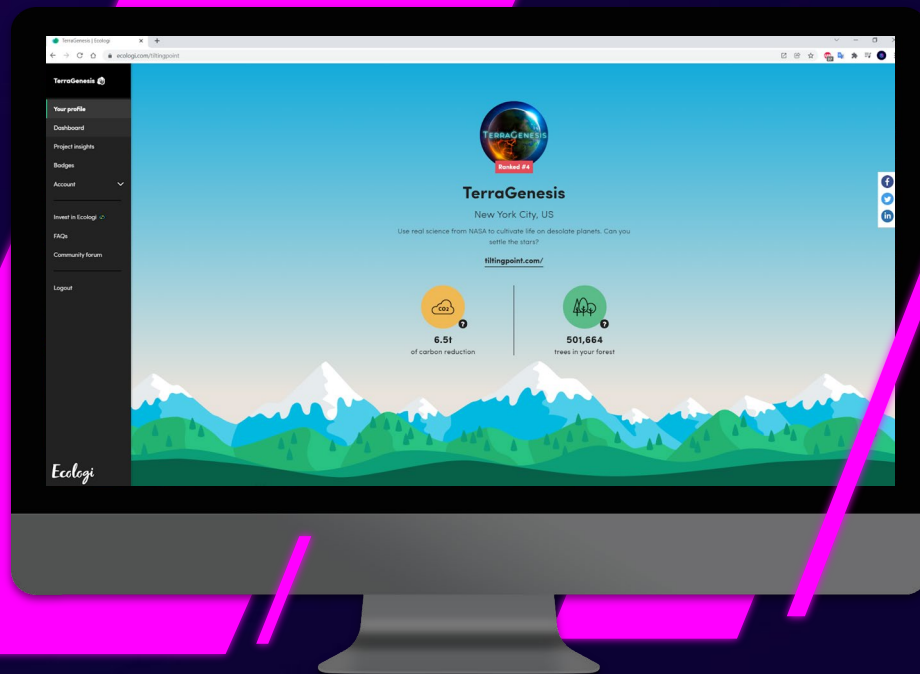 TerraGenesis | Ecologi
ecologi.com/tiltingpoint
TerraGenesis
Your profile
Dashboard
Project insights
Badges
Account
Invest in Ecologi
FAQs
Community forum
Logout
Ecologi
TERRAGENESIS
Ranked #4
TerraGenesis
New York City, US
Use real science from NASA to cultivate life on desolate planets. Can you
settle the stars?
tiltingpoint.com/
CO2
?
?
6.5t
501,664
of carbon reduction
trees in your forest
f
in